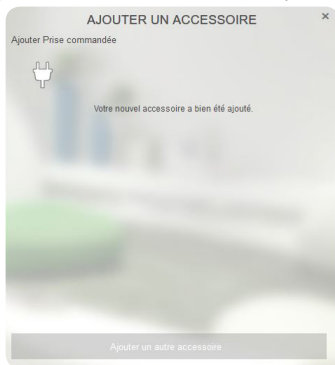 AJOUTER UN ACCESSOIRE
×
Ajouter Prise commandée
Votre nouvel accessoire a bien été ajouté.
Ajouter un autre accessoire